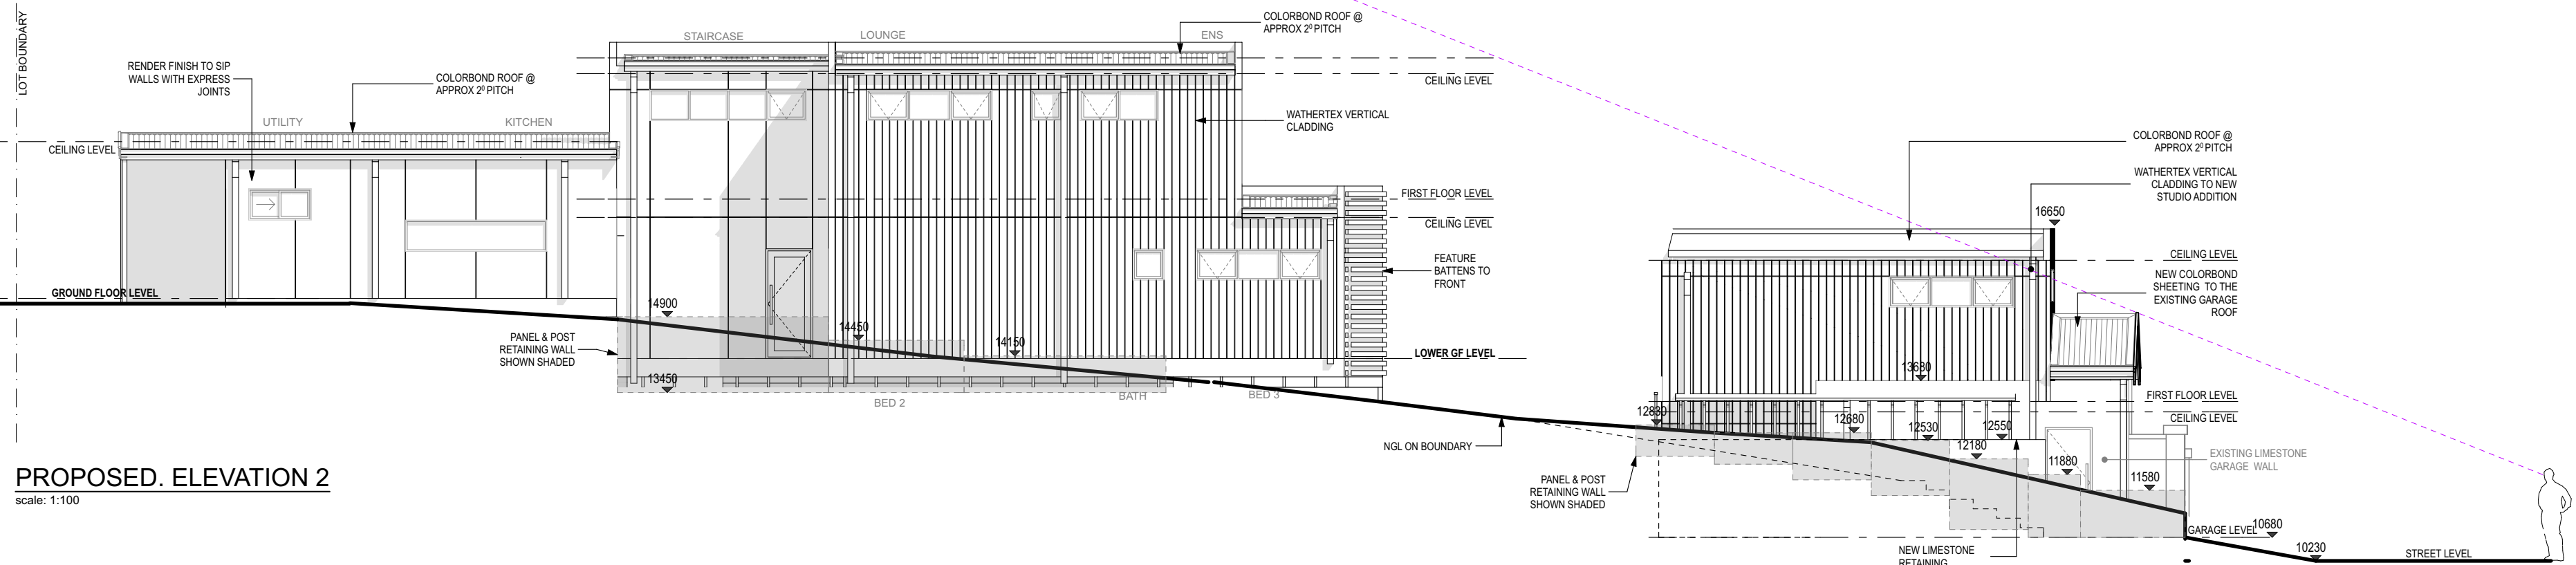 LOT BOUNDARY
RENDER FINISH TO SIP
WALLS WITH EXPRESS
JOINTS
COLORBOND ROOF @
APPROX 2⁰ PITCH
UTILITY
KITCHEN
CEILING LEVEL
GROUND FLOOR LEVEL
STAIRCASE
LOUNGE
ENS
COLORBOND ROOF @
APPROX 2⁰ PITCH
CEILING LEVEL
WATHERTEX VERTICAL
CLADDING
FIRST FLOOR LEVEL
CEILING LEVEL
FEATURE
BATTENS TO
FRONT
LOWER GF LEVEL
14900
14450
14150
13450
PANEL & POST
RETAINING WALL
SHOWN SHADED
BED 2
BATH
BED 3
NGL ON BOUNDARY
COLORBOND ROOF @
APPROX 2⁰ PITCH
WATHERTEX VERTICAL
CLADDING TO NEW
STUDIO ADDITION
16650
CEILING LEVEL
NEW COLORBOND
SHEETING TO THE
EXISTING GARAGE
ROOF
13680
FIRST FLOOR LEVEL
CEILING LEVEL
12830
12680
12530
12550
12180
11880
11580
EXISTING LIMESTONE
GARAGE WALL
PANEL & POST
RETAINING WALL
SHOWN SHADED
NEW LIMESTONE
RETAINING
GARAGE LEVEL
10680
10230
STREET LEVEL
PROPOSED. ELEVATION 2
scale: 1:100